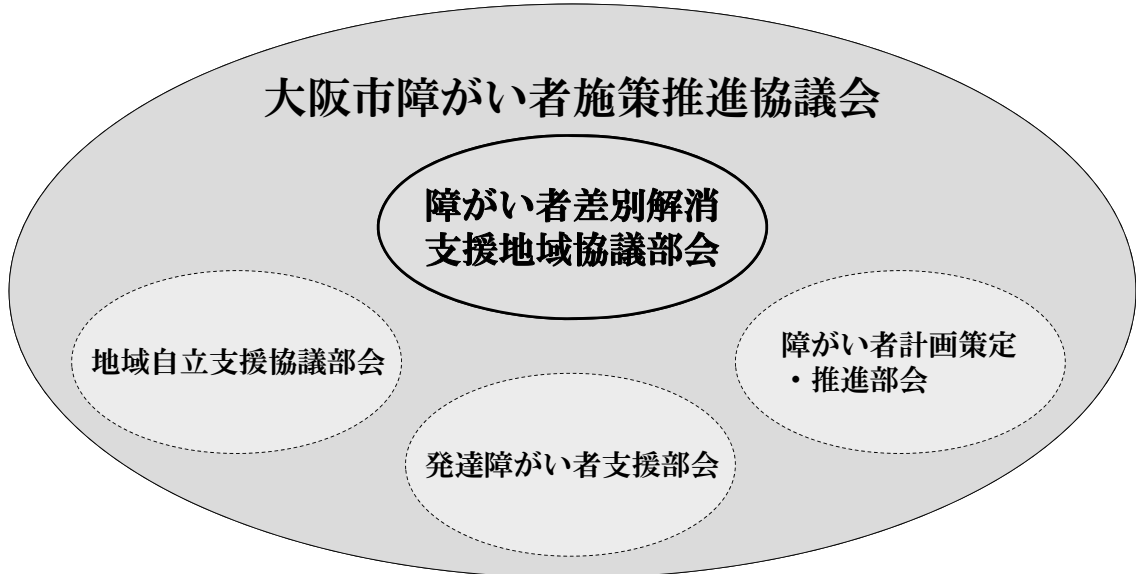 大阪市障がい者施策推進協議会
障がい者差別解消
支援地域協議部会
地域自立支援協議部会
障がい者計画策定
・推進部会
発達障がい者支援部会